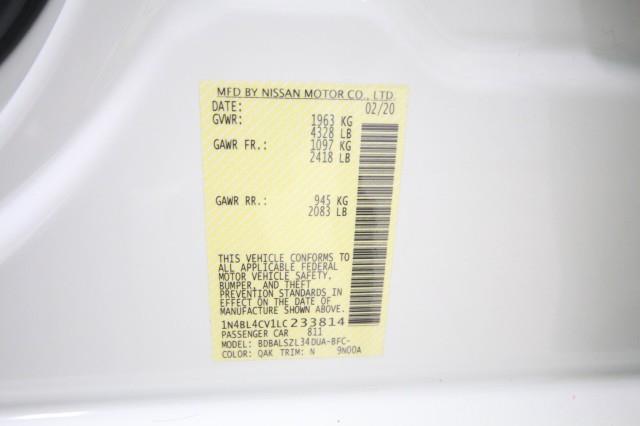 MFD BY NISSAN MOTOR CO., LTD.
DATE: 02/20
GVWR: 1963 KG
4328 LB
GAWR FR.: 1097 KG
2418 LB
GAWR RR.: 945 KG
2083 LB
THIS VEHICLE CONFORMS TO
ALL APPLICABLE FEDERAL
MOTOR VEHICLE SAFETY,
BUMPER, AND THEFT
PREVENTION STANDARDS IN
EFFECT ON THE DATE OF
MANUFACTURE SHOWN ABOVE.
1N4BL4CV1LC233814
PASSENGER CAR 811
MODEL: BDBALSZL34DUA-BFC-
COLOR: QAK TRIM: N 9N00A